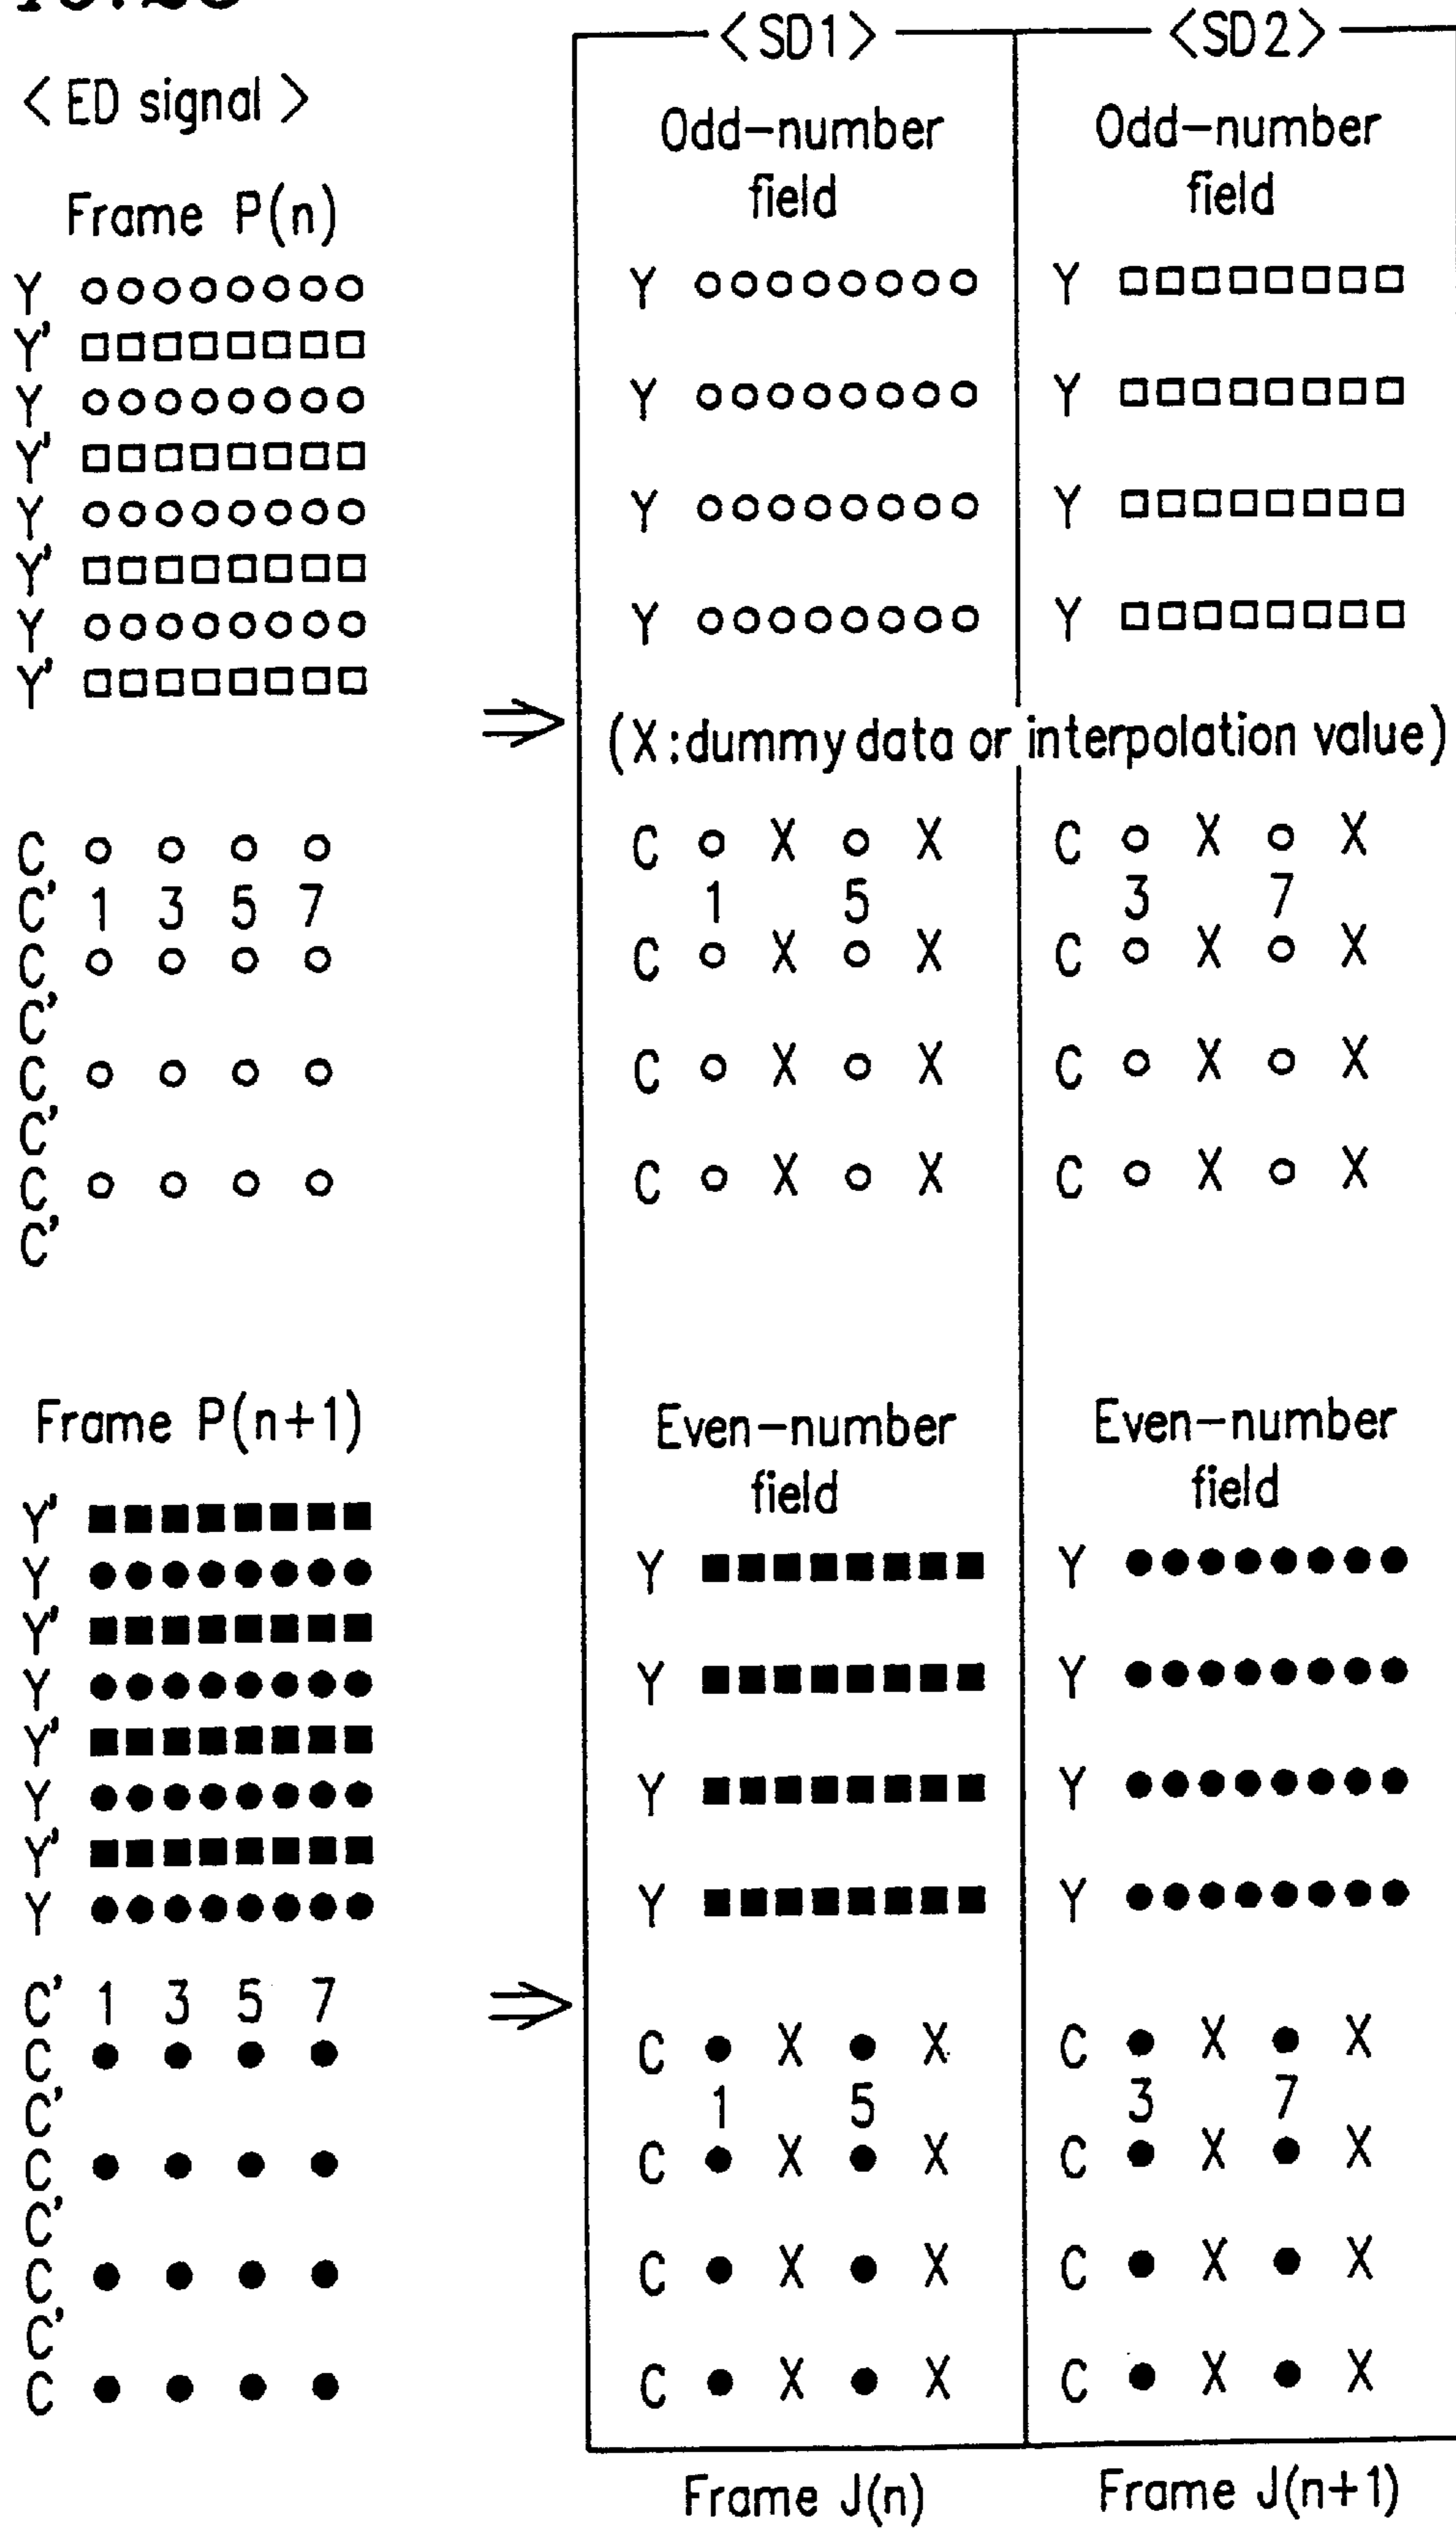 <ED signal>
Frame P(n)
Y
Y'
Y
Y'
Y
Y'
Y
Y'
C
C' 1 3 5 7
C
C'
C
C'
C
C'
Frame P(n+1)
Y'
Y
Y'
Y
Y'
Y
Y'
Y
C' 1 3 5 7
C
C'
C
C'
C
C'
C
<SD1>
Odd-number
field
Y
Y
Y
Y
<SD2>
Odd-number
field
Y
Y
Y
Y
(X:dummy data or interpolation value)
C X X
1 5
C X X
C X X
C X X
C X X
3 7
C X X
C X X
C X X
Even-number
field
Y
Y
Y
Y
C X X
1 5
C X X
C X X
C X X
Frame J(n)
Even-number
field
Y
Y
Y
Y
C X X
3 7
C X X
C X X
C X X
Frame J(n+1)